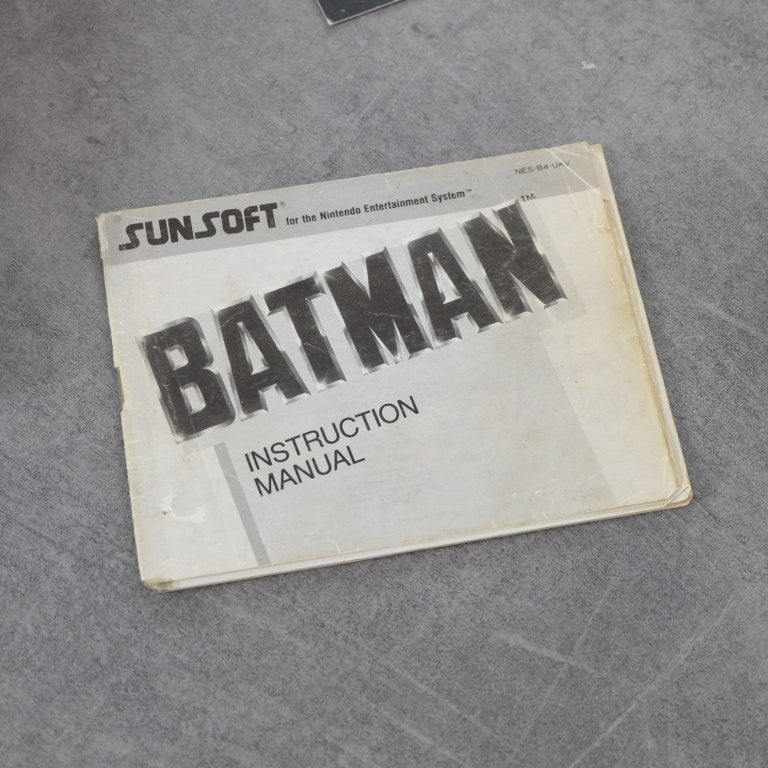 SUNSOFT® for the Nintendo Entertainment System™
NES-B4-UKV
TM
BATMAN
INSTRUCTION
MANUAL